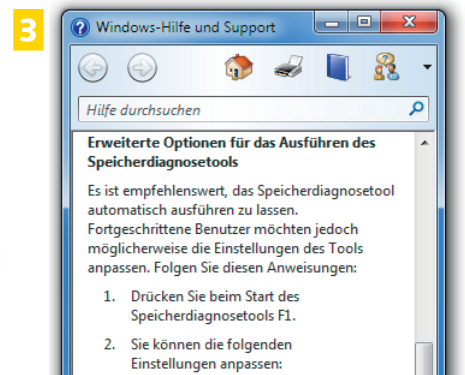 3
Windows-Hilfe und Support
Hilfe durchsuchen
Erweiterte Optionen für das Ausführen des
Speicherdiagnosetools
Es ist empfehlenswert, das Speicherdiagnosetool
automatisch ausführen zu lassen.
Fortgeschrittene Benutzer möchten jedoch
möglicherweise die Einstellungen des Tools
anpassen. Folgen Sie diesen Anweisungen:
1. Drücken Sie beim Start des
Speicherdiagnosetools F1.
2. Sie können die folgenden
Einstellungen anpassen: